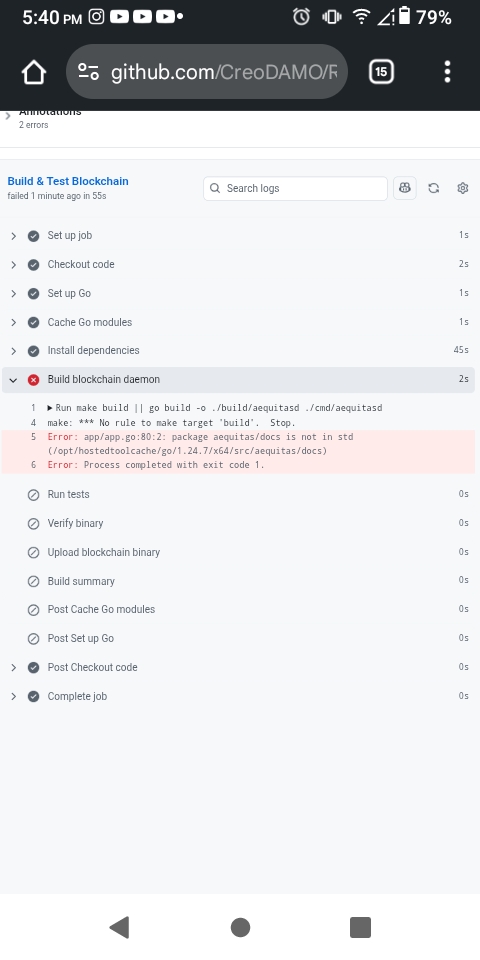 5:40 PM
79%
github.com/CreoDAMO/R
15
Annotations
2 errors
Build & Test Blockchain
failed 1 minute ago in 55s
Search logs
Set up job 1s
Checkout code 2s
Set up Go 1s
Cache Go modules 1s
Install dependencies 45s
Build blockchain daemon 2s
1 Run make build || go build -o ./build/aequitasd ./cmd/aequitasd
4 make: *** No rule to make target 'build'.  Stop.
5 Error: app/app.go:80:2: package aequitas/docs is not in std
(/opt/hostedtoolcache/go/1.24.7/x64/src/aequitas/docs)
6 Error: Process completed with exit code 1.
Run tests 0s
Verify binary 0s
Upload blockchain binary 0s
Build summary 0s
Post Cache Go modules 0s
Post Set up Go 0s
Post Checkout code 0s
Complete job 0s